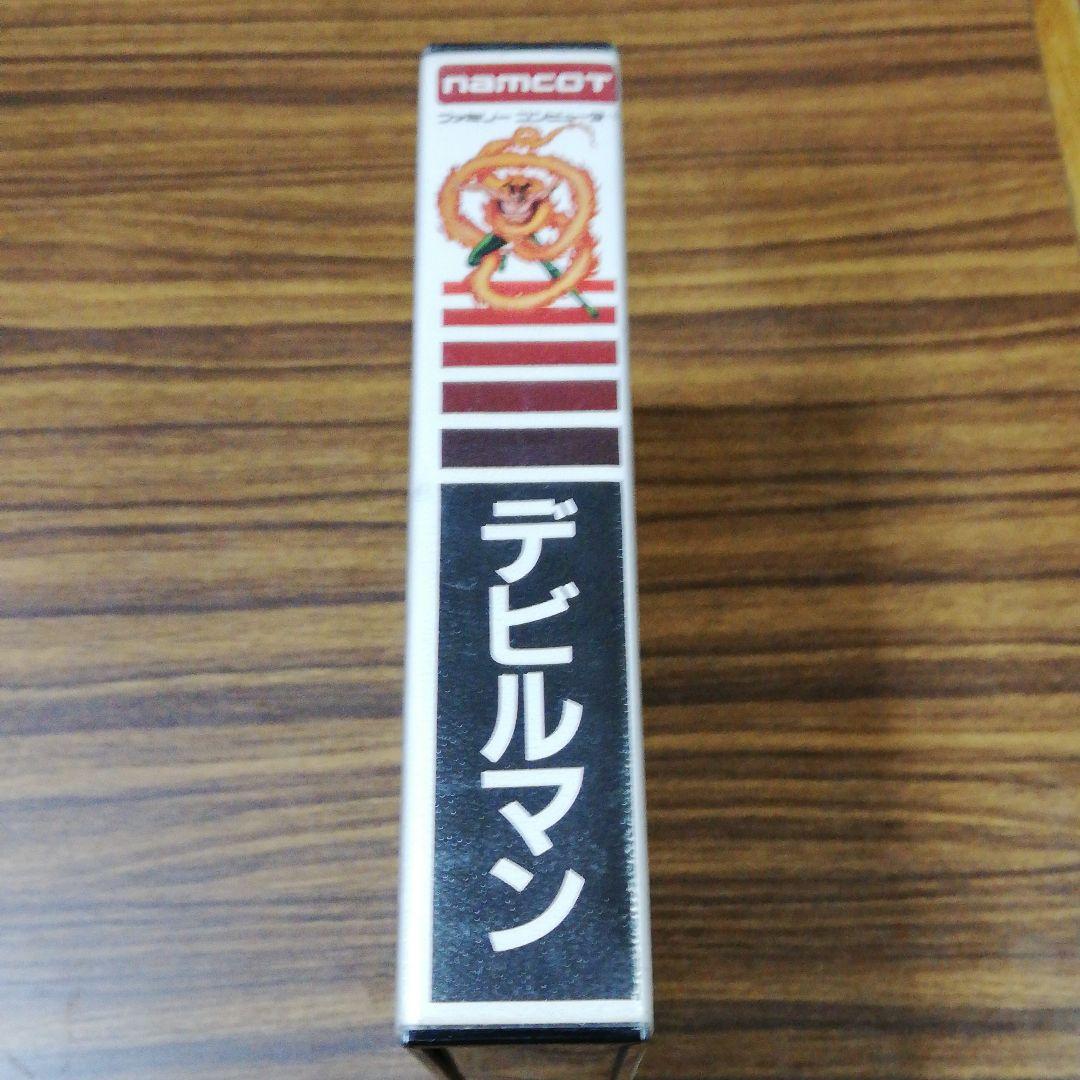 namcot
ファミリー コンピュータ
デビルマン